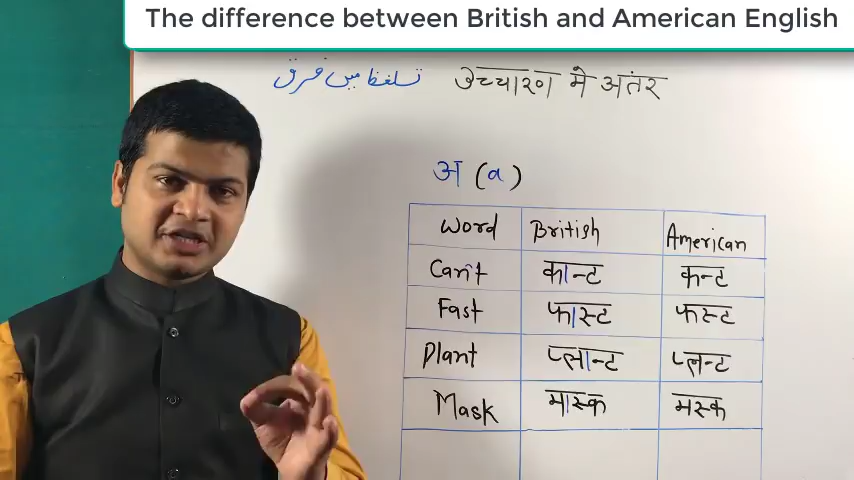 The difference between British and American English
تلفظ میں فرق उच्चारण में अंतर
अ (a)
Word British American
Can't कान्ट कन्ट
Fast फास्ट फस्ट
Plant प्लान्ट प्लन्ट
Mask मास्क मस्क